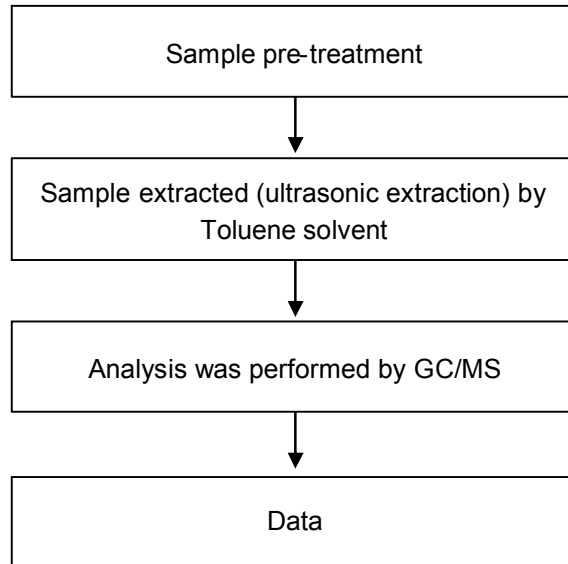 Sample pre-treatment
Sample extracted (ultrasonic extraction) by
Toluene solvent
Analysis was performed by GC/MS
Data